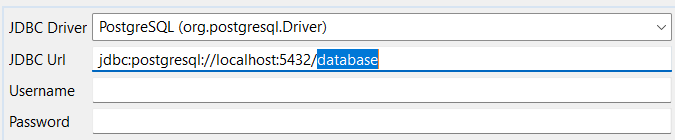 JDBC Driver PostgreSQL (org.postgresql.Driver)
JDBC Url jdbc:postgresql://localhost:5432/database
Username
Password